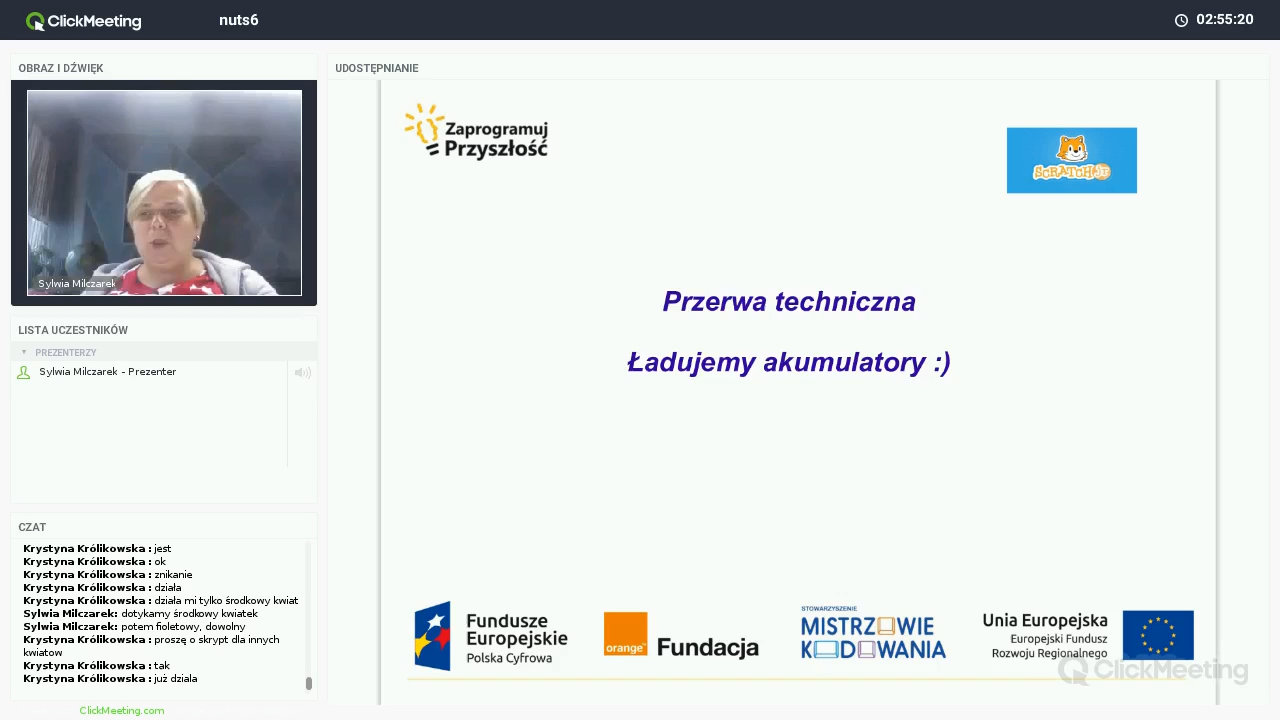 ClickMeeting
nuts6
02:55:20
OBRAZ I DŹWIĘK
Sylwia Milczarek
LISTA UCZESTNIKÓW
PREZENTERZY
Sylwia Milczarek - Prezenter
CZAT
Krystyna Królikowska : jest
Krystyna Królikowska : ok
Krystyna Królikowska : znikanie
Krystyna Królikowska : działa
Krystyna Królikowska : działa mi tylko środkowy kwiat
Sylwia Milczarek: dotykamy środkowy kwiatek
Sylwia Milczarek: potem fioletowy, dowolny
Krystyna Królikowska : proszę o skrypt dla innych
kwiatow
Krystyna Królikowska : tak
Krystyna Królikowska : już dziala
ClickMeeting.com
UDOSTĘPNIANIE
Zaprogramuj
Przyszłość
SCRATCH Jr
Przerwa techniczna
Ładujemy akumulatory :)
Fundusze
Europejskie
Polska Cyfrowa
orange
Fundacja
STOWARZYSZENIE
MISTRZOWIE
KODOWANIA
Unia Europejska
Europejski Fundusz
Rozwoju Regionalnego
ClickMeeting